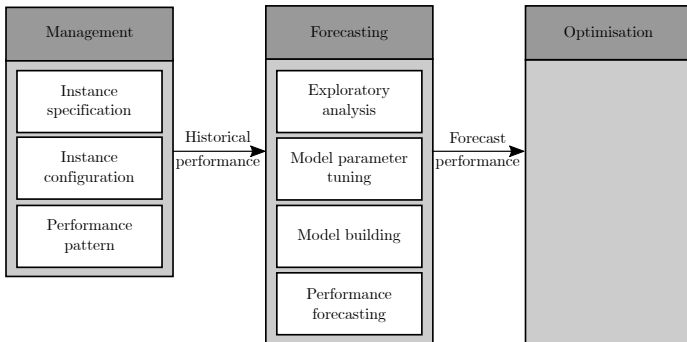 Management
Instance
specification
Instance
configuration
Performance
pattern
Historical
performance
Forecasting
Exploratory
analysis
Model parameter
tuning
Model building
Performance
forecasting
Forecast
performance
Optimisation